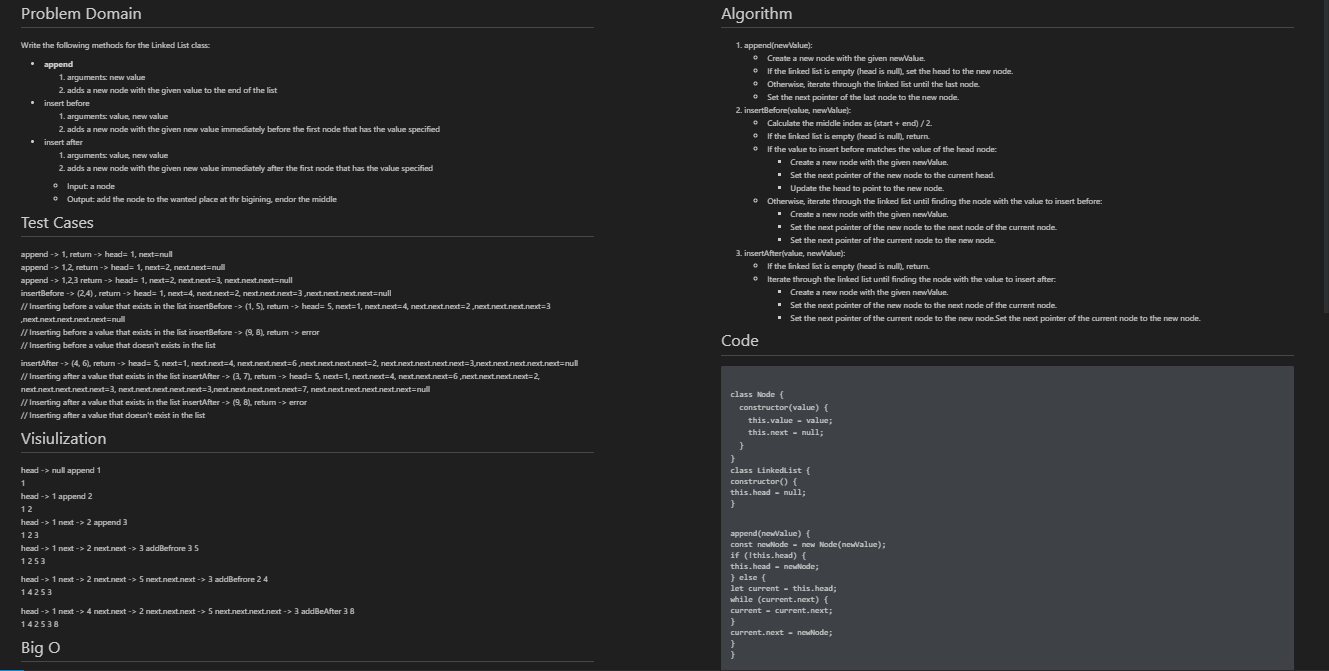 Problem Domain
Write the following methods for the Linked List class:
• append
1. arguments: new value
2. adds a new node with the given value to the end of the list
• insert before
1. arguments: value, new value
2. adds a new node with the given new value immediately before the first node that has the value specified
• insert after
1. arguments: value, new value
2. adds a new node with the given new value immediately after the first node that has the value specified
○ Input: a node
○ Output: add the node to the wanted place at thr bigining, endor the middle
Test Cases
append -> 1, return -> head= 1, next=null
append -> 1,2, return -> head= 1, next=2, next.next=null
append -> 1,2,3 return -> head= 1, next=2, next.next=3, next.next.next=null
insertBefore -> (2,4) , return -> head= 1, next=4, next.next=2, next.next.next=3 ,next.next.next.next=null
// Inserting before a value that exists in the list insertBefore -> (1, 5), return -> head= 5, next=1, next.next=4, next.next.next=2 ,next.next.next.next=3
,next.next.next.next.next=null
// Inserting before a value that exists in the list insertBefore -> (9, 8), return -> error
// Inserting before a value that doesn't exists in the list
insertAfter -> (4, 6), return -> head= 5, next=1, next.next=4, next.next.next=6 ,next.next.next.next=2, next.next.next.next.next=3,next.next.next.next.next.next=null
// Inserting after a value that exists in the list insertAfter -> (3, 7), return -> head= 5, next=1, next.next=4, next.next.next=6 ,next.next.next.next=2,
next.next.next.next.next=3, next.next.next.next.next=3,next.next.next.next.next=7, next.next.next.next.next.next=null
// Inserting after a value that exists in the list insertAfter -> (9, 8), return -> error
// Inserting after a value that doesn't exist in the list
Visiulization
head -> null append 1
1
head -> 1 append 2
1 2
head -> 1 next -> 2 append 3
1 2 3
head -> 1 next -> 2 next.next -> 3 addBefrore 3 5
1 2 5 3
head -> 1 next -> 2 next.next -> 5 next.next.next -> 3 addBefrore 2 4
1 4 2 5 3
head -> 1 next -> 4 next.next -> 2 next.next.next -> 5 next.next.next.next -> 3 addBeAfter 3 8
1 4 2 5 3 8
Big O
Algorithm
1. append(newValue):
○ Create a new node with the given newValue.
○ If the linked list is empty (head is null), set the head to the new node.
○ Otherwise, iterate through the linked list until the last node.
○ Set the next pointer of the last node to the new node.
2. insertBefore(value, newValue):
○ Calculate the middle index as (start + end) / 2.
○ If the linked list is empty (head is null), return.
○ If the value to insert before matches the value of the head node:
▪ Create a new node with the given newValue.
▪ Set the next pointer of the new node to the current head.
▪ Update the head to point to the new node.
○ Otherwise, iterate through the linked list until finding the node with the value to insert before:
▪ Create a new node with the given newValue.
▪ Set the next pointer of the new node to the next node of the current node.
▪ Set the next pointer of the current node to the new node.
3. insertAfter(value, newValue):
○ If the linked list is empty (head is null), return.
○ Iterate through the linked list until finding the node with the value to insert after:
▪ Create a new node with the given newValue.
▪ Set the next pointer of the new node to the next node of the current node.
▪ Set the next pointer of the current node to the new node.Set the next pointer of the current node to the new node.
Code
class Node {
constructor(value) {
this.value = value;
this.next = null;
}
}
class LinkedList {
constructor() {
this.head = null;
}
append(newValue) {
const newNode = new Node(newValue);
if (!this.head) {
this.head = newNode;
} else {
let current = this.head;
while (current.next) {
current = current.next;
}
current.next = newNode;
}
}